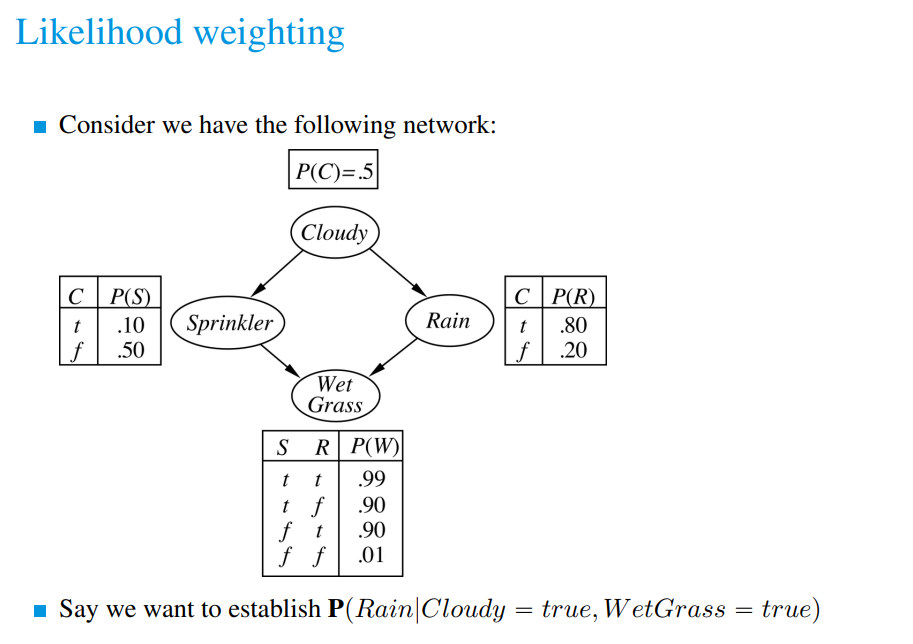 Likelihood weighting
Consider we have the following network:
P(C)=.5
Cloudy
C P(S)
t .10
f .50
Sprinkler
Rain
C P(R)
t .80
f .20
Wet
Grass
S R P(W)
t t .99
t f .90
f t .90
f f .01
Say we want to establish P(Rain|Cloudy = true, WetGrass = true)